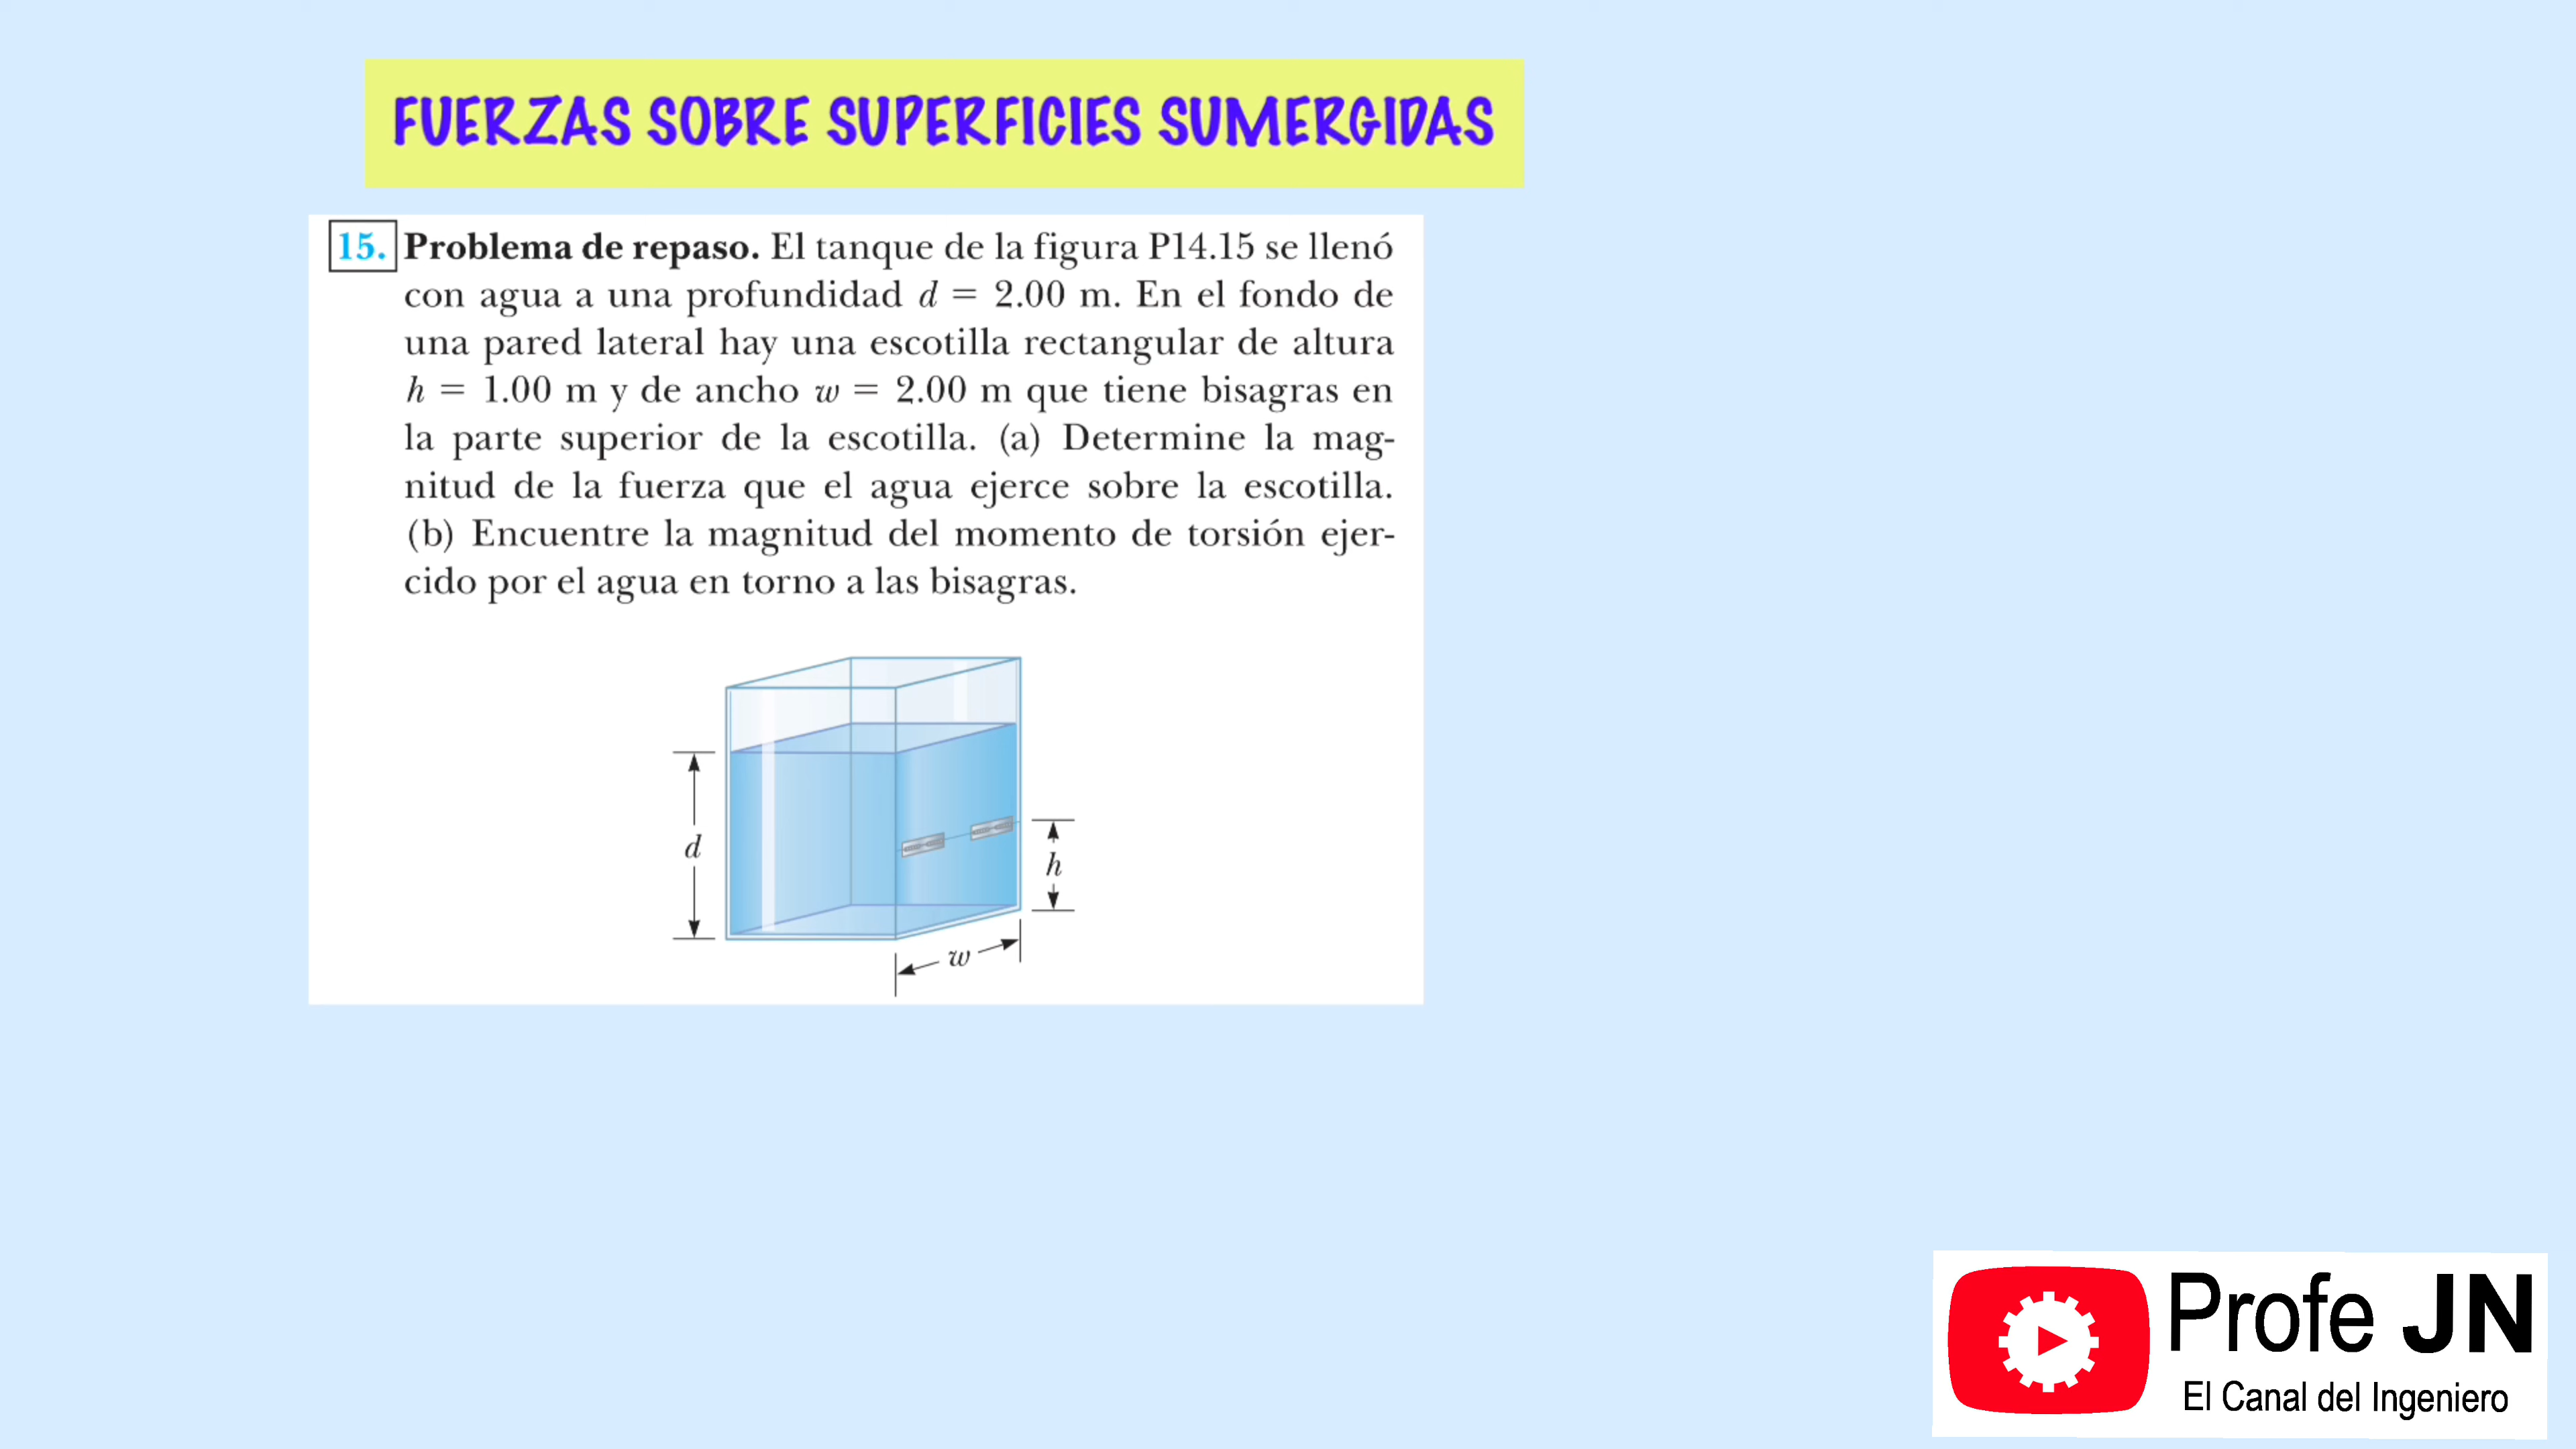 FUERZAS SOBRE SUPERFICIES SUMERGIDAS
15. Problema de repaso. El tanque de la figura P14.15 se llenó
con agua a una profundidad d = 2.00 m. En el fondo de
una pared lateral hay una escotilla rectangular de altura
h = 1.00 m y de ancho w = 2.00 m que tiene bisagras en
la parte superior de la escotilla. (a) Determine la mag-
nitud de la fuerza que el agua ejerce sobre la escotilla.
(b) Encuentre la magnitud del momento de torsión ejer-
cido por el agua en torno a las bisagras.
d
h
w
Profe JN
El Canal del Ingeniero